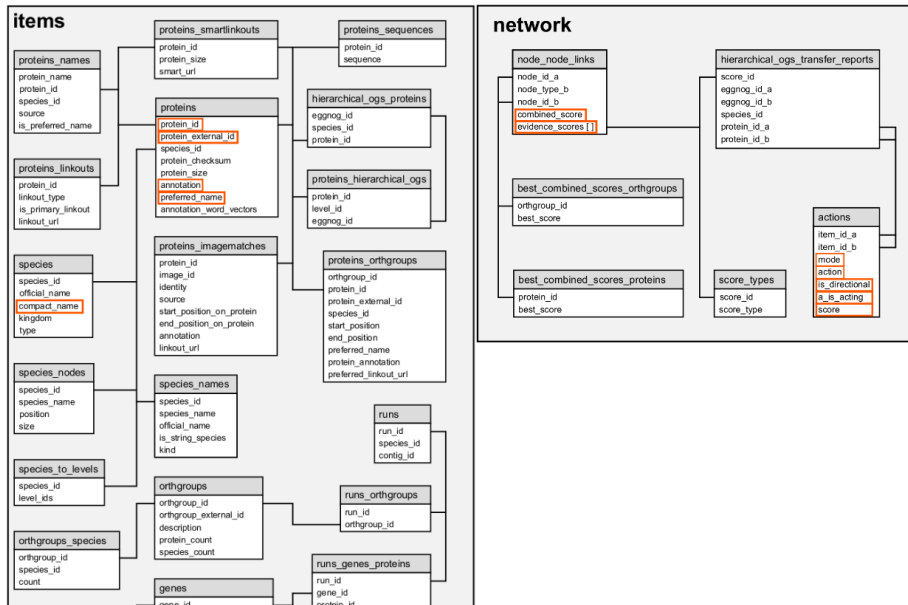 items
proteins_names
protein_name
protein_id
species_id
source
is_preferred_name
proteins_linkouts
protein_id
linkout_type
is_primary_linkout
linkout_url
species
species_id
official_name
compact_name
kingdom
type
species_nodes
species_id
species_name
position
size
species_to_levels
species_id
level_ids
orthgroups_species
orthgroup_id
species_id
count
proteins_smartlinkouts
protein_id
protein_size
smart_url
proteins
protein_id
protein_external_id
species_id
protein_checksum
protein_size
annotation
preferred_name
annotation_word_vectors
proteins_imagematches
protein_id
image_id
identity
source
start_position_on_protein
end_position_on_protein
annotation
linkout_url
species_names
species_id
species_name
official_name
is_string_species
kind
orthgroups
orthgroup_id
orthgroup_external_id
description
protein_count
species_count
genes
gene_id
proteins_sequences
protein_id
sequence
hierarchical_ogs_proteins
eggnog_id
species_id
protein_id
proteins_hierarchical_ogs
protein_id
level_id
eggnog_id
proteins_orthgroups
orthgroup_id
protein_id
protein_external_id
species_id
start_position
end_position
preferred_name
protein_annotation
preferred_linkout_url
runs
run_id
species_id
contig_id
runs_orthgroups
run_id
orthgroup_id
runs_genes_proteins
run_id
gene_id
protein_id
network
node_node_links
node_id_a
node_type_b
node_id_b
combined_score
evidence_scores [ ]
best_combined_scores_orthgroups
orthgroup_id
best_score
best_combined_scores_proteins
protein_id
best_score
hierarchical_ogs_transfer_reports
score_id
eggnog_id_a
eggnog_id_b
species_id
protein_id_a
protein_id_b
score_types
score_id
score_type
actions
item_id_a
item_id_b
mode
action
is_directional
a_is_acting
score